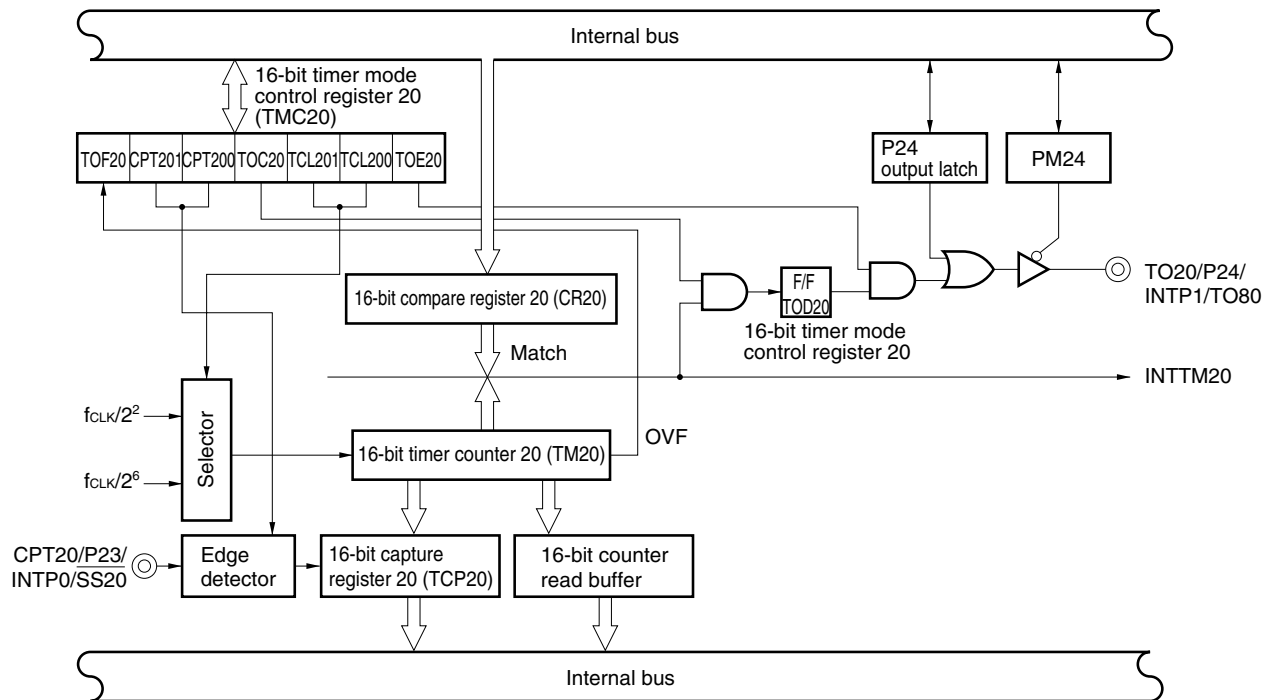 Internal bus
16-bit timer mode
control register 20
(TMC20)
TOF20 CPT201 CPT200 TOC20 TCL201 TCL200 TOE20
P24
output latch
PM24
16-bit compare register 20 (CR20)
F/F
TOD20
TO20/P24/
INTP1/TO80
16-bit timer mode
control register 20
Match
INTTM20
fCLK/2²
Selector
OVF
16-bit timer counter 20 (TM20)
fCLK/2⁶
CPT20/P23/
INTP0/SS20
Edge
detector
16-bit capture
register 20 (TCP20)
16-bit counter
read buffer
Internal bus